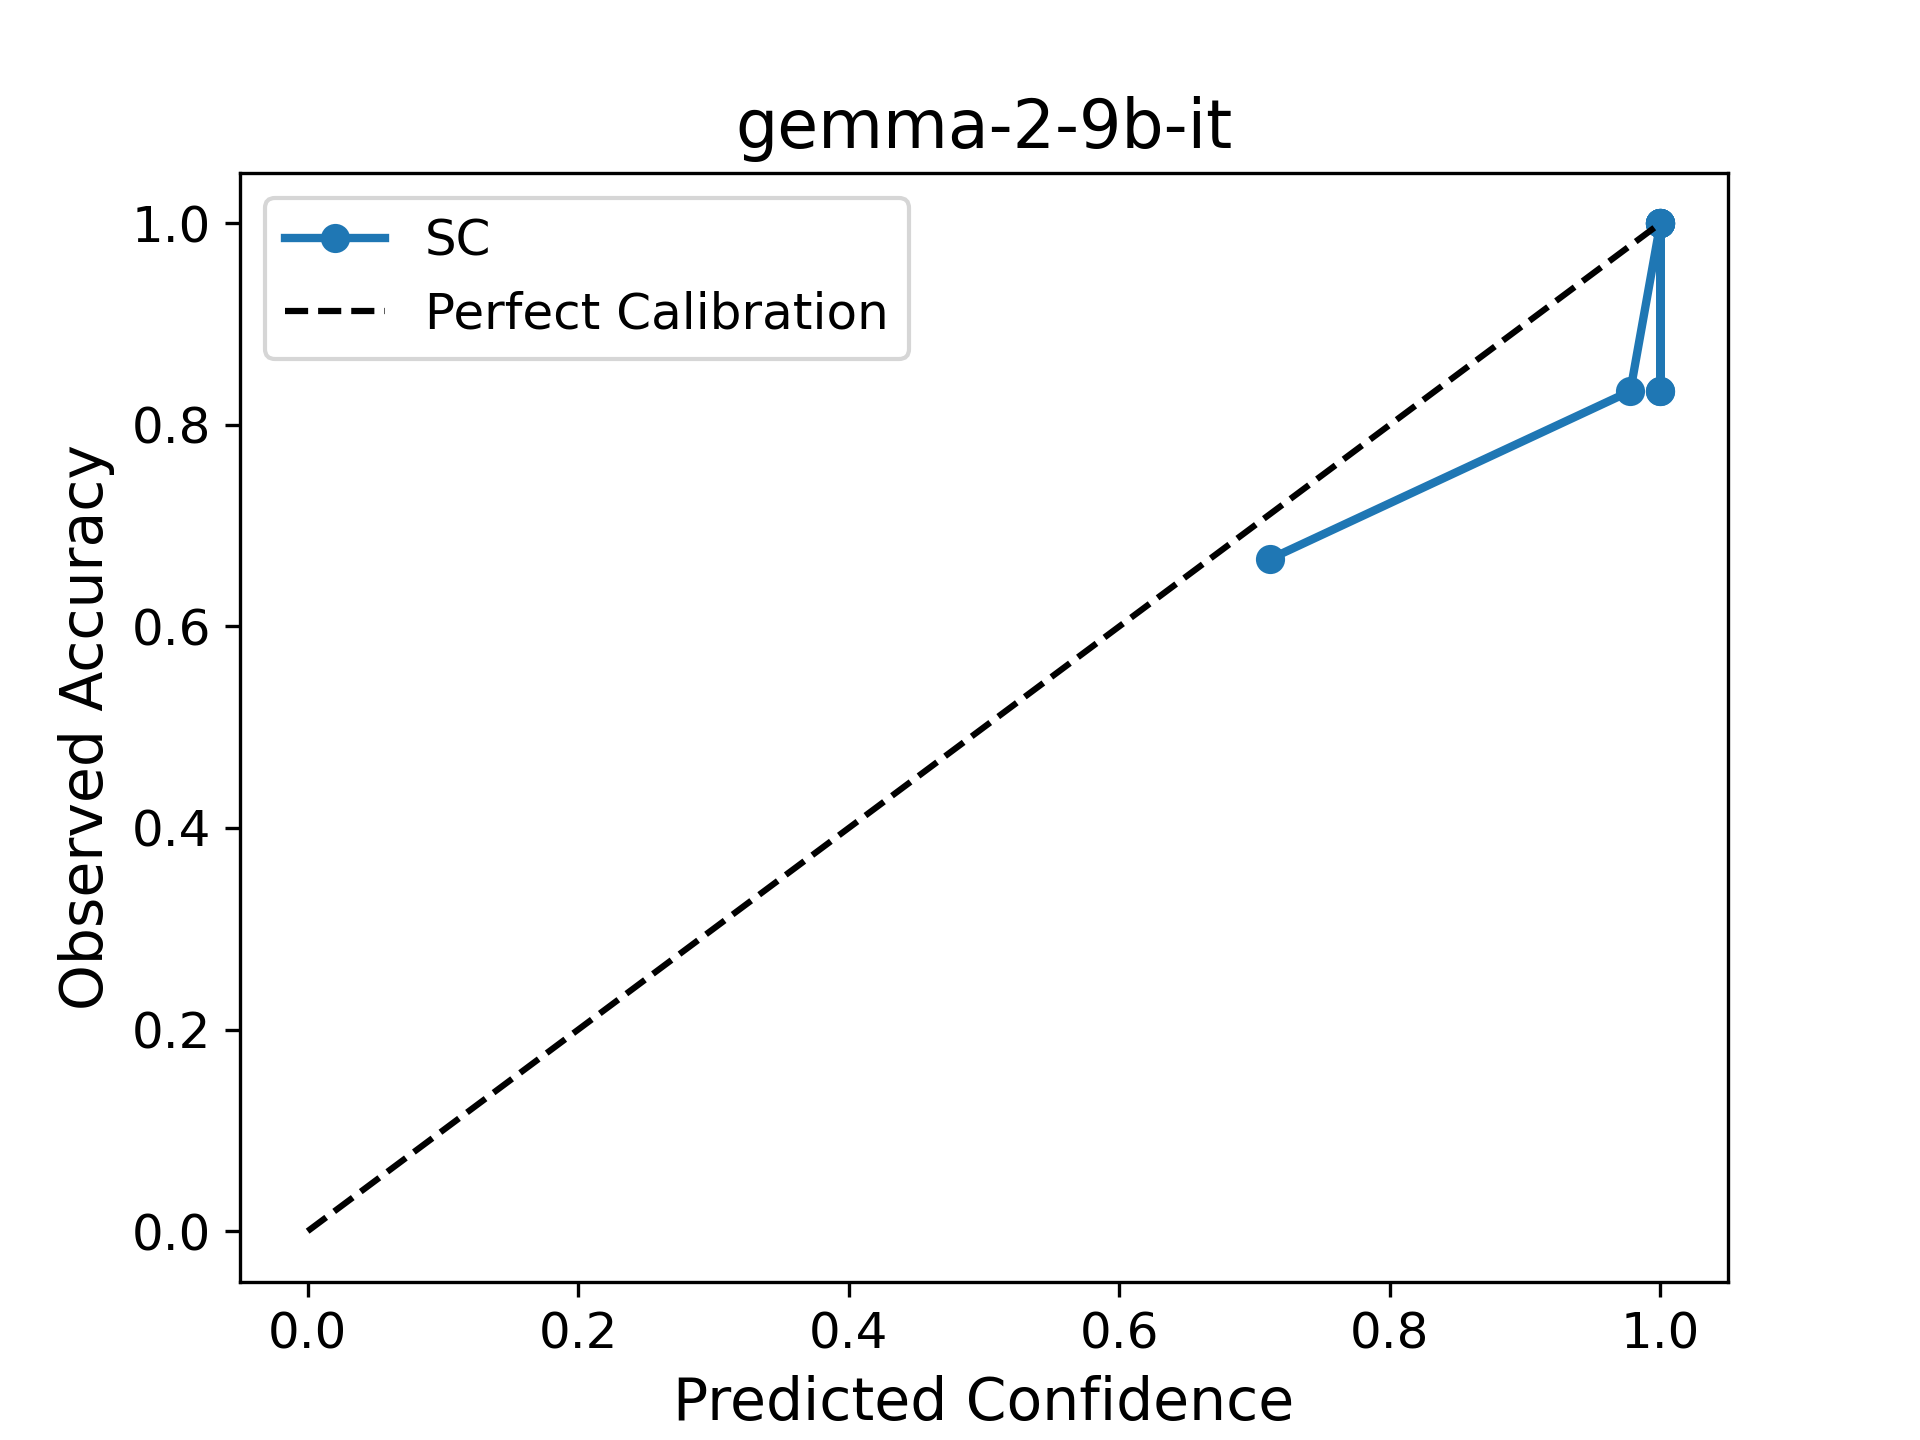 gemma-2-9b-it
SC
Perfect Calibration
1.0
0.8
0.6
0.4
0.2
0.0
Observed Accuracy
0.0 0.2 0.4 0.6 0.8 1.0
Predicted Confidence